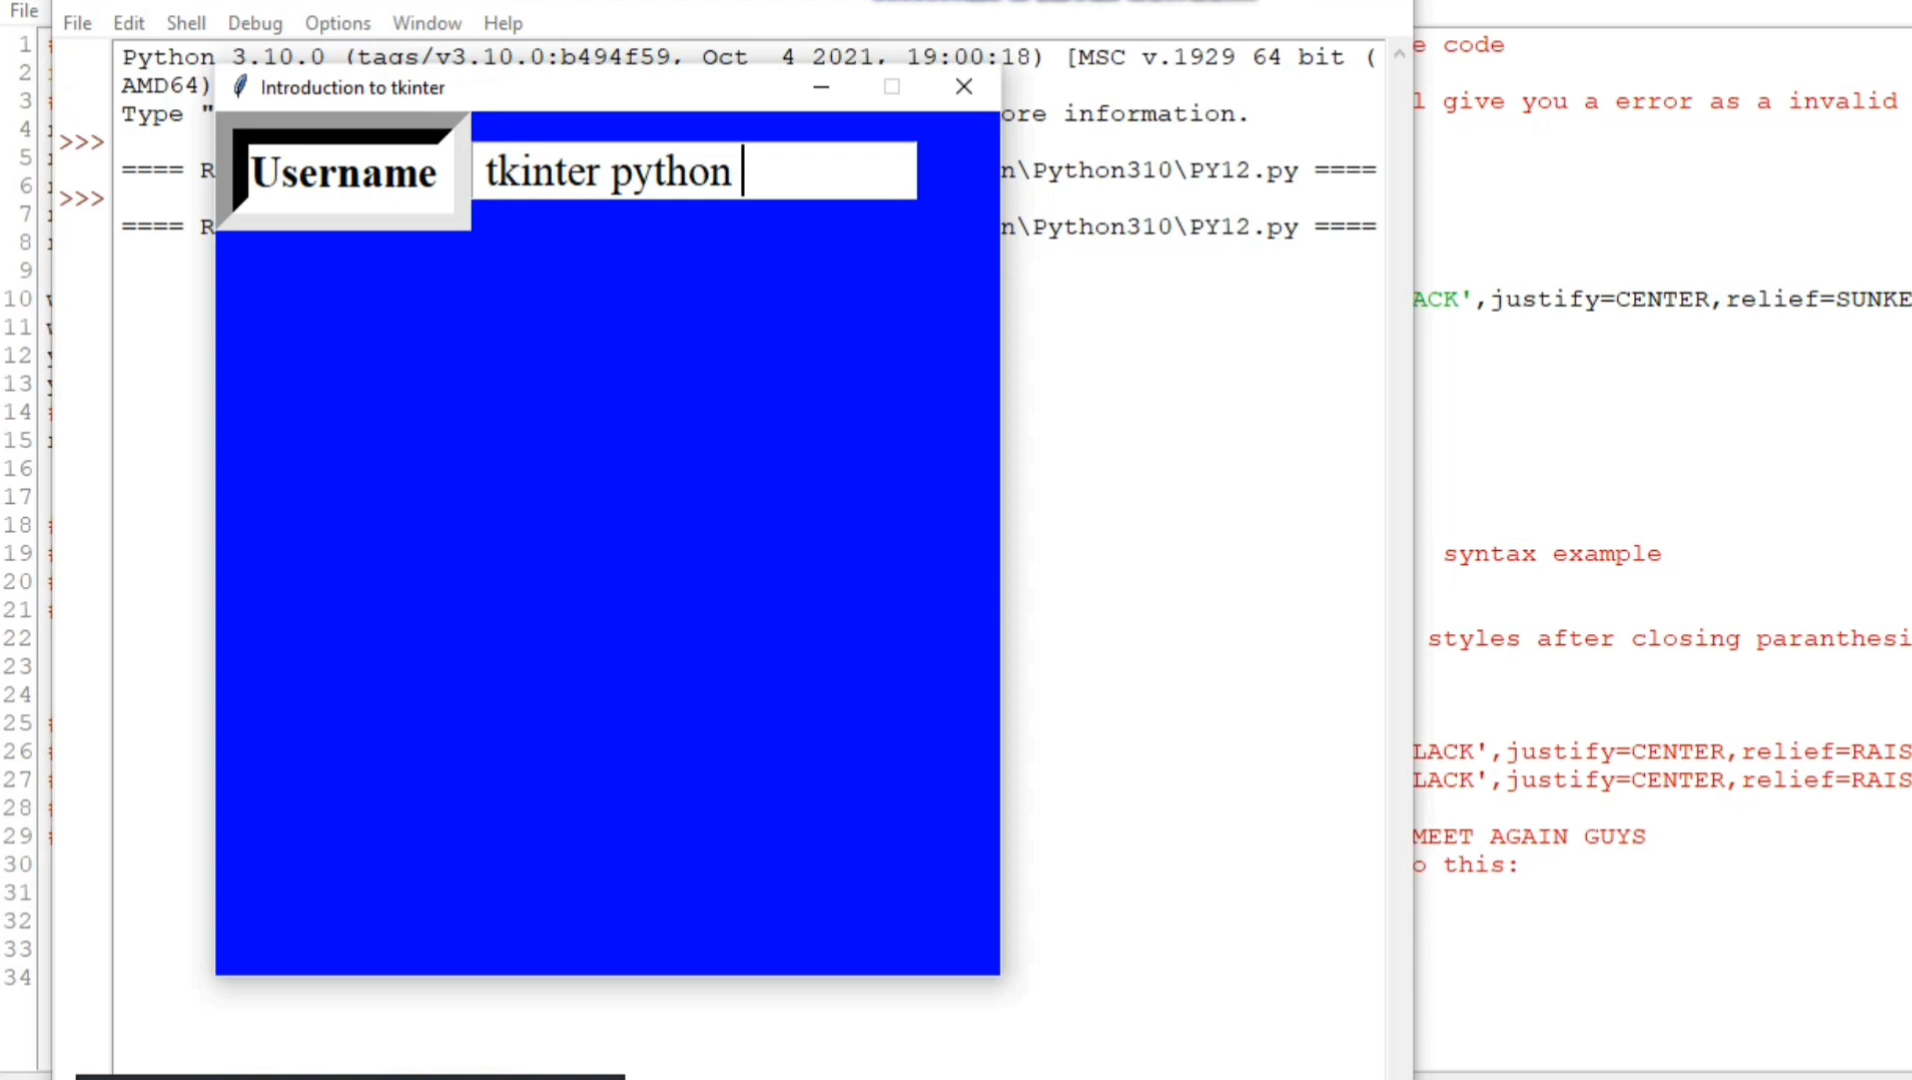 File
File Edit Shell Debug Options Window Help
Python 3.10.0 (tags/v3.10.0:b494f59, Oct 4 2021, 19:00:18) [MSC v.1929 64 bit (
AMD64)
Type " ore information.
>>>
==== R n\Python310\PY12.py ====
>>>
==== R n\Python310\PY12.py ====
Introduction to tkinter
Username tkinter python
1 e code
2
3 l give you a error as a invalid
4
5
6
7
8
9
10 ACK',justify=CENTER,relief=SUNKE
11
12
13
14
15
16
17
18
19 syntax example
20
21
22 styles after closing paranthesi
23
24
25
26 LACK',justify=CENTER,relief=RAIS
27 LACK',justify=CENTER,relief=RAIS
28
29 MEET AGAIN GUYS
30 o this:
31
32
33
34